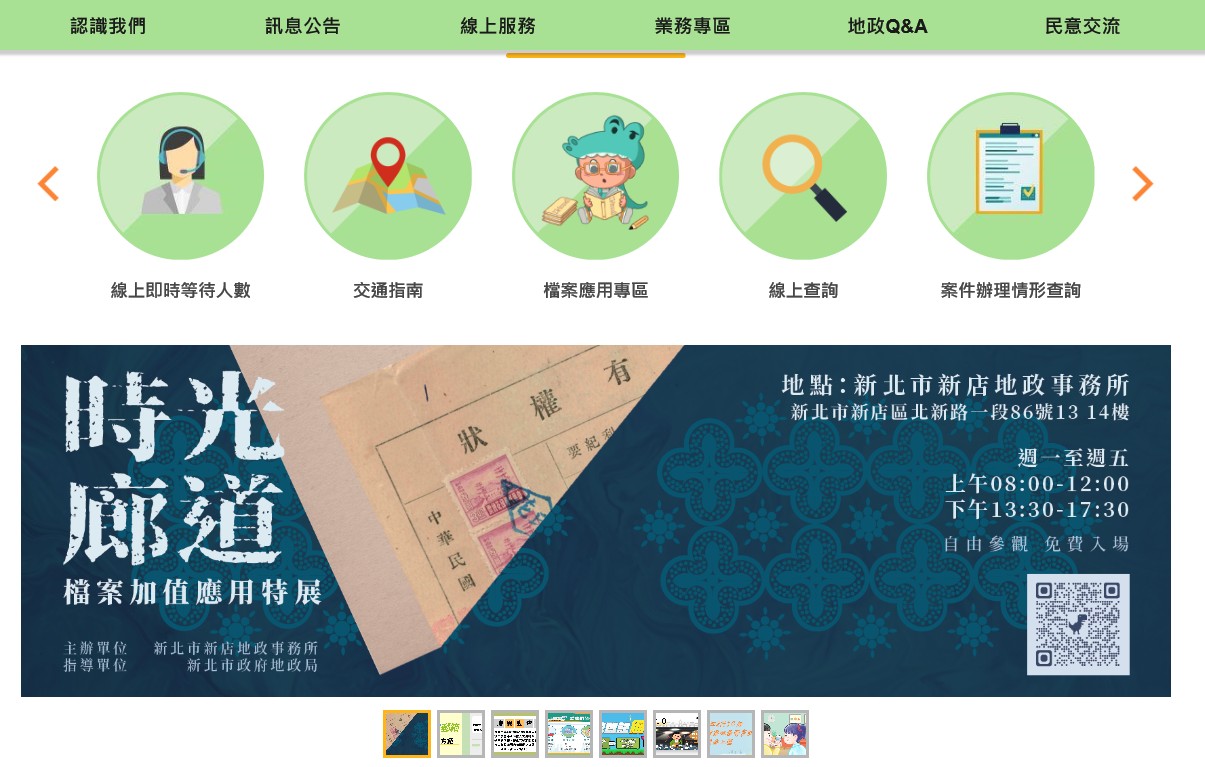 認識我們
訊息公告
線上服務
業務專區
地政Q&A
民意交流
線上即時等待人數
交通指南
檔案應用專區
線上查詢
案件辦理情形查詢
時光
廊道
檔案加值應用特展
主辦單位 新北市新店地政事務所
指導單位 新北市政府地政局
有
權
狀
要紀
中
華
民
國
地點:新北市新店地政事務所
新北市新店區北新路一段86號13 14樓
週一至週五
上午08:00-12:00
下午13:30-17:30
自由參觀 免費入場